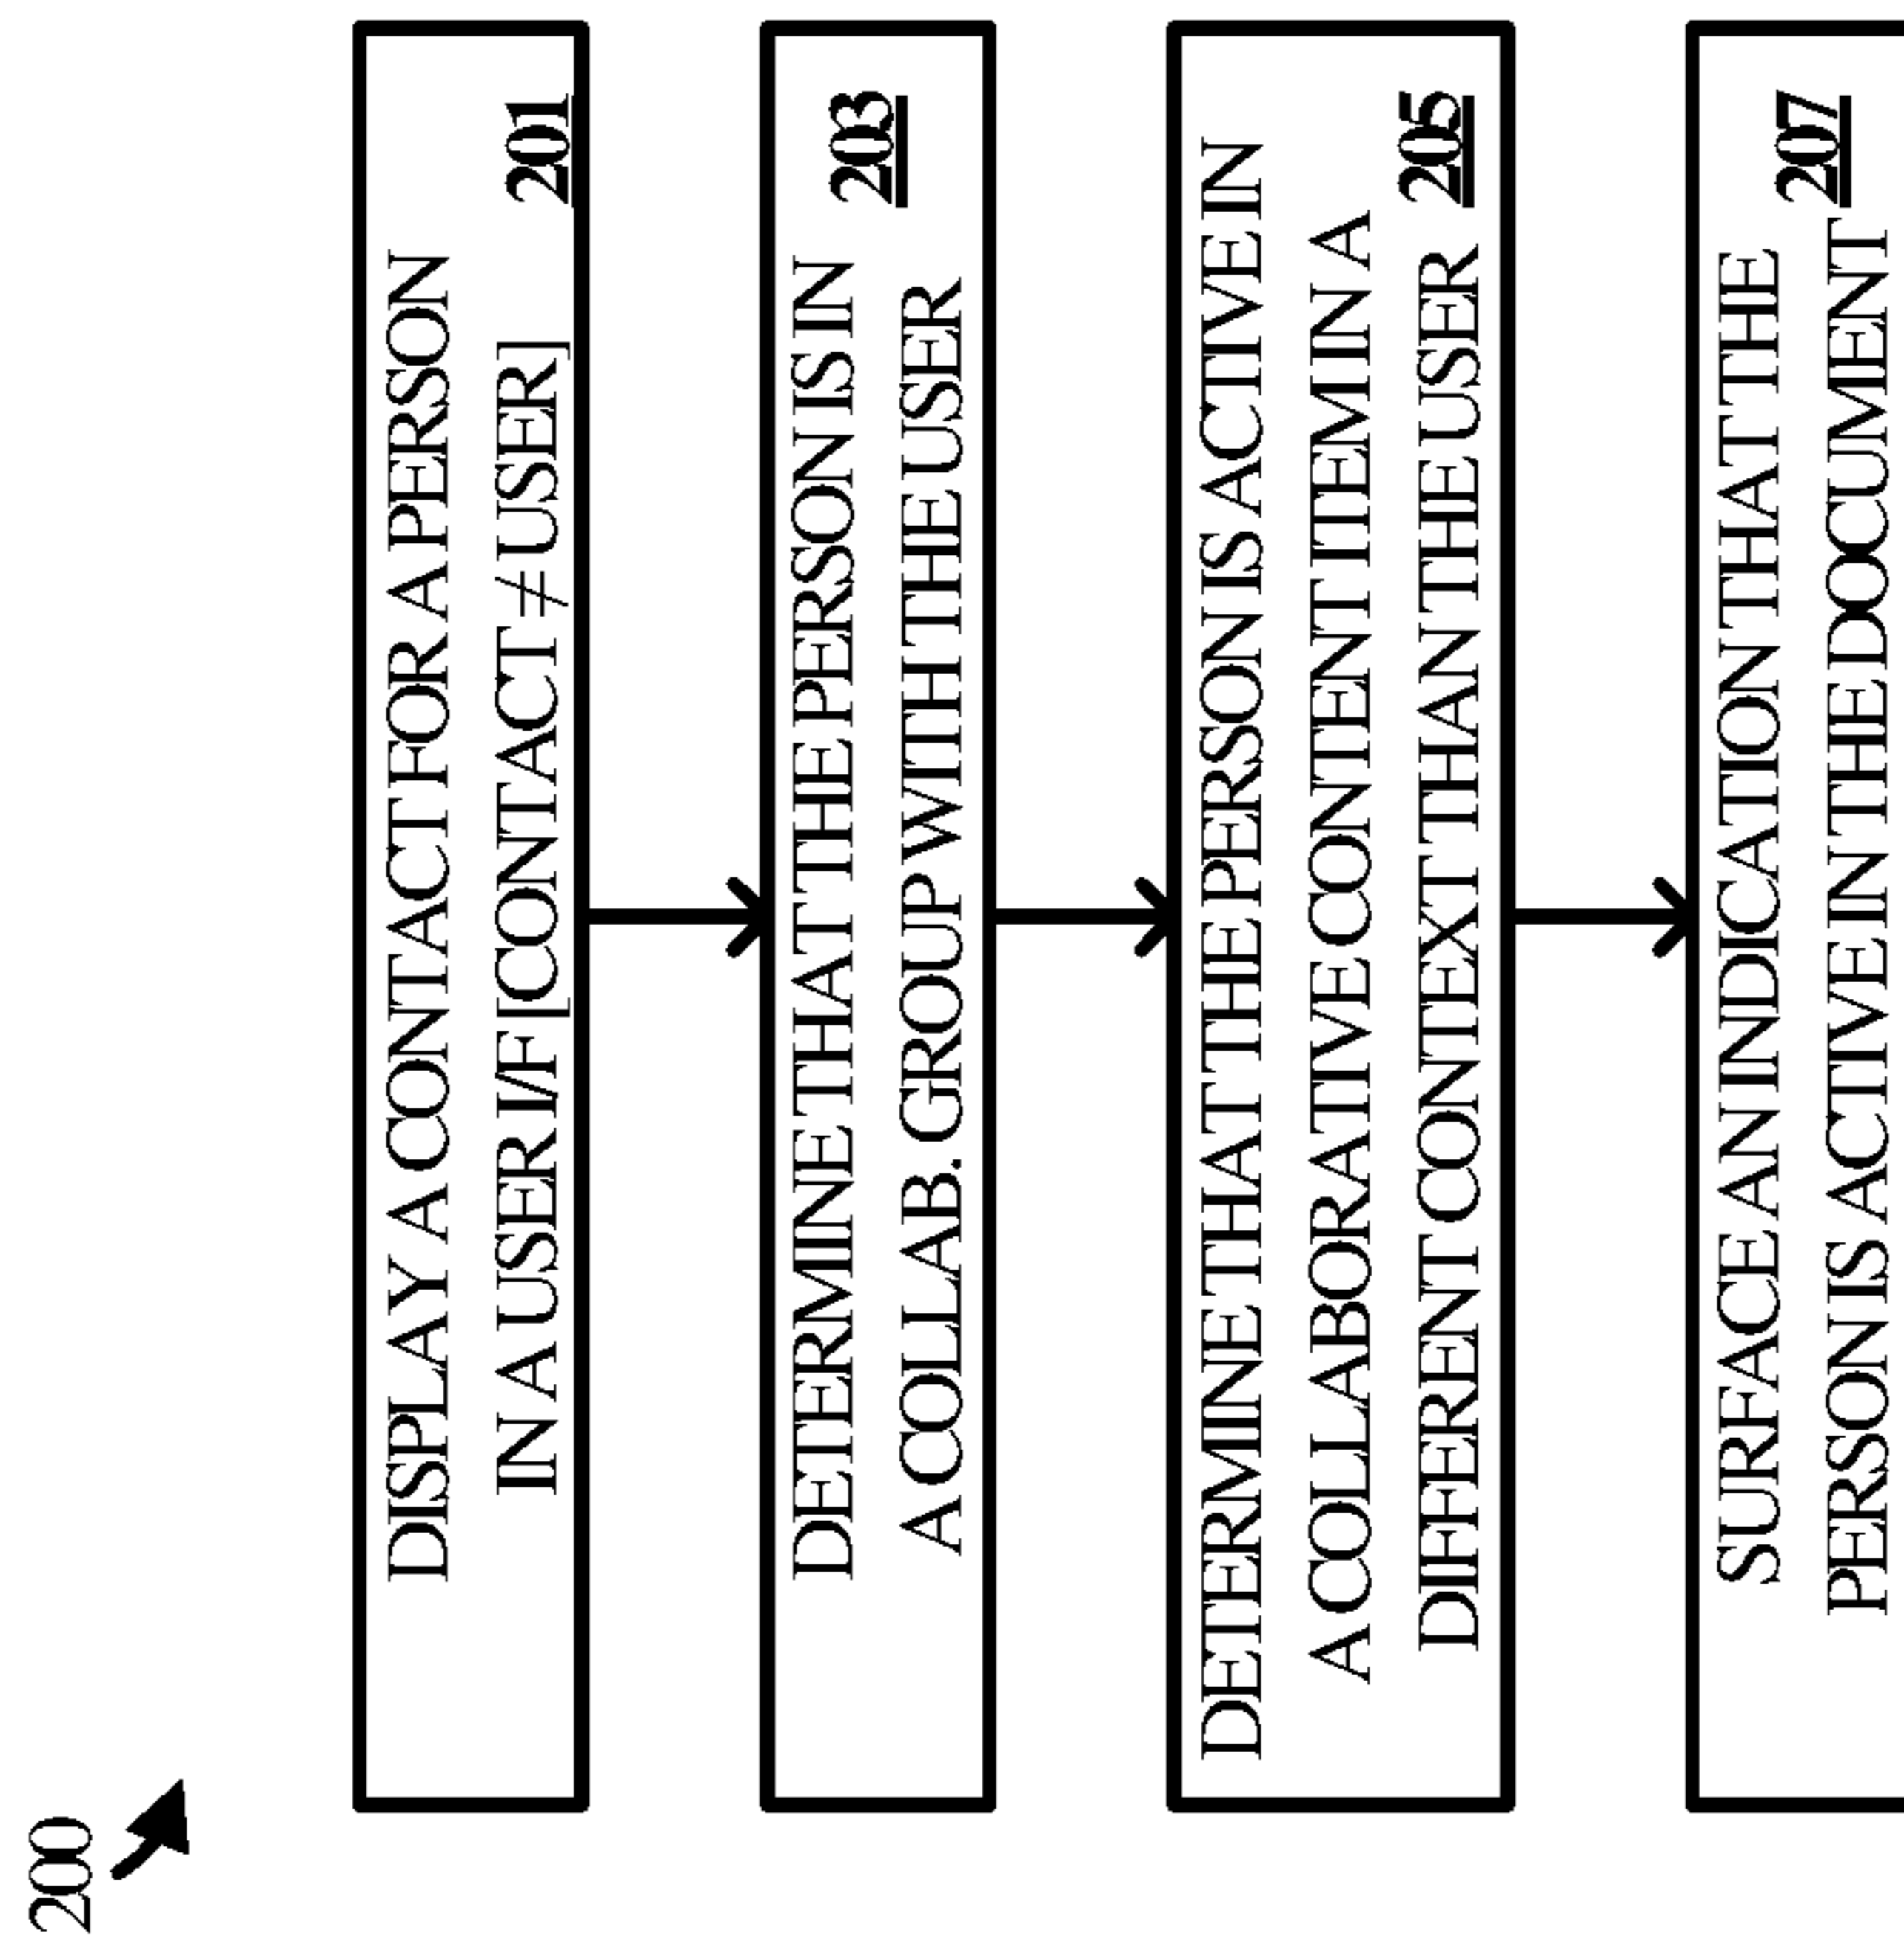 200
DISPLAY A CONTACT FOR A PERSON
IN A USER I/F [CONTACT ≠ USER]
201
DETERMINE THAT THE PERSON IS IN
A COLLAB. GROUP WITH THE USER
203
DETERMINE THAT THE PERSON IS ACTIVE IN
A COLLABORATIVE CONTENT ITEM IN A
DIFFERENT CONTEXT THAN THE USER
205
SURFACE AN INDICATION THAT THE
PERSON IS ACTIVE IN THE DOCUMENT
207